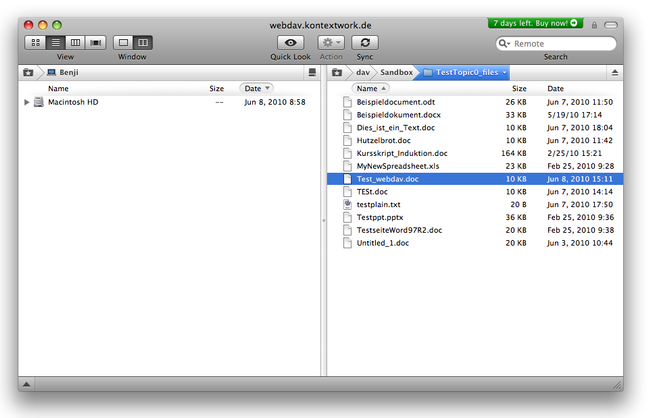 webdav.kontextwork.de
7 days left. Buy now!
View Window Quick Look Action Sync Remote Search
Benji
dav Sandbox TestTopic0_files
Name Size Date
Macintosh HD -- Jun 8, 2010 8:58
Name Size Date
Beispieldocument.odt 26 KB Jun 7, 2010 11:50
Beispieldokument.docx 33 KB 5/19/10 17:14
Dies_ist_ein_Text.doc 10 KB Jun 7, 2010 18:04
Hutzelbrot.doc 10 KB Jun 7, 2010 11:42
Kursskript_Induktion.doc 164 KB 2/25/10 15:21
MyNewSpreadsheet.xls 23 KB Feb 25, 2010 9:28
Test_webdav.doc 10 KB Jun 8, 2010 15:11
TESt.doc 10 KB Jun 7, 2010 14:14
testplain.txt 20 B Jun 7, 2010 17:50
Testppt.pptx 36 KB Feb 25, 2010 9:36
TestseiteWord97R2.doc 20 KB Feb 25, 2010 9:38
Untitled_1.doc 20 KB Jun 3, 2010 10:44